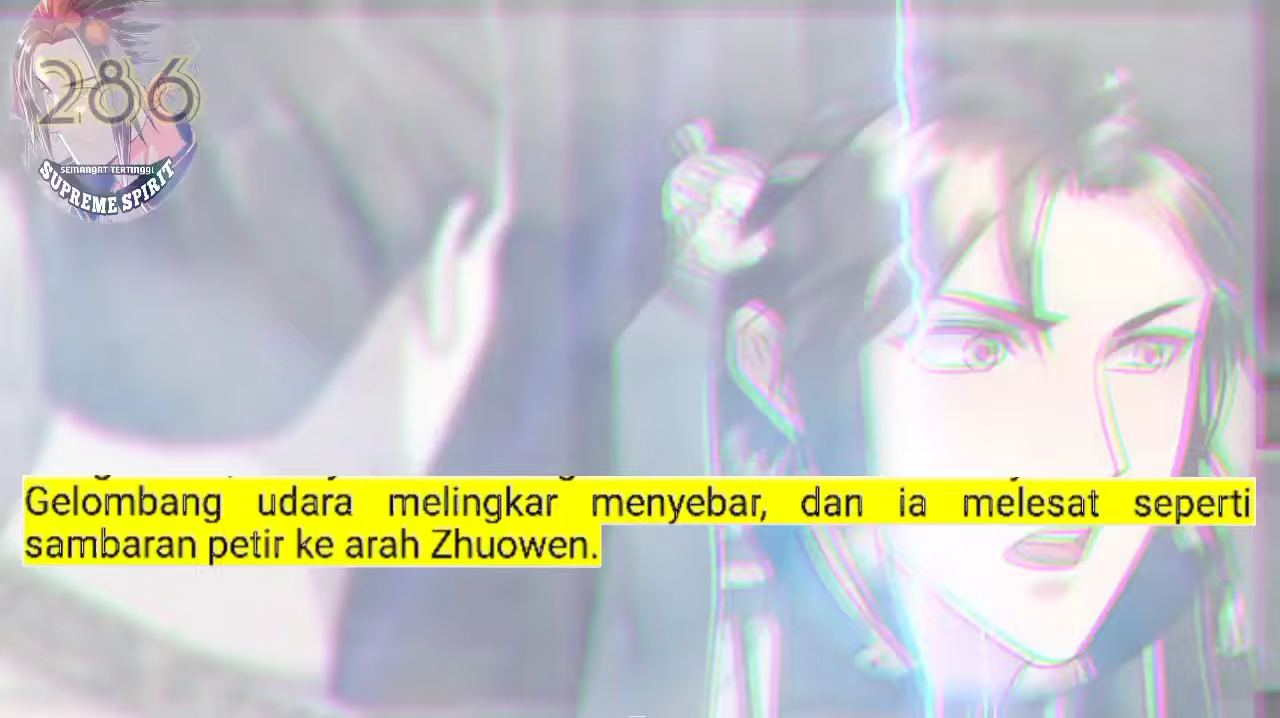 286
SEMANGAT TERTINGGI
SUPREME SPIRIT
Gelombang udara melingkar menyebar, dan ia melesat seperti
sambaran petir ke arah Zhuowen.